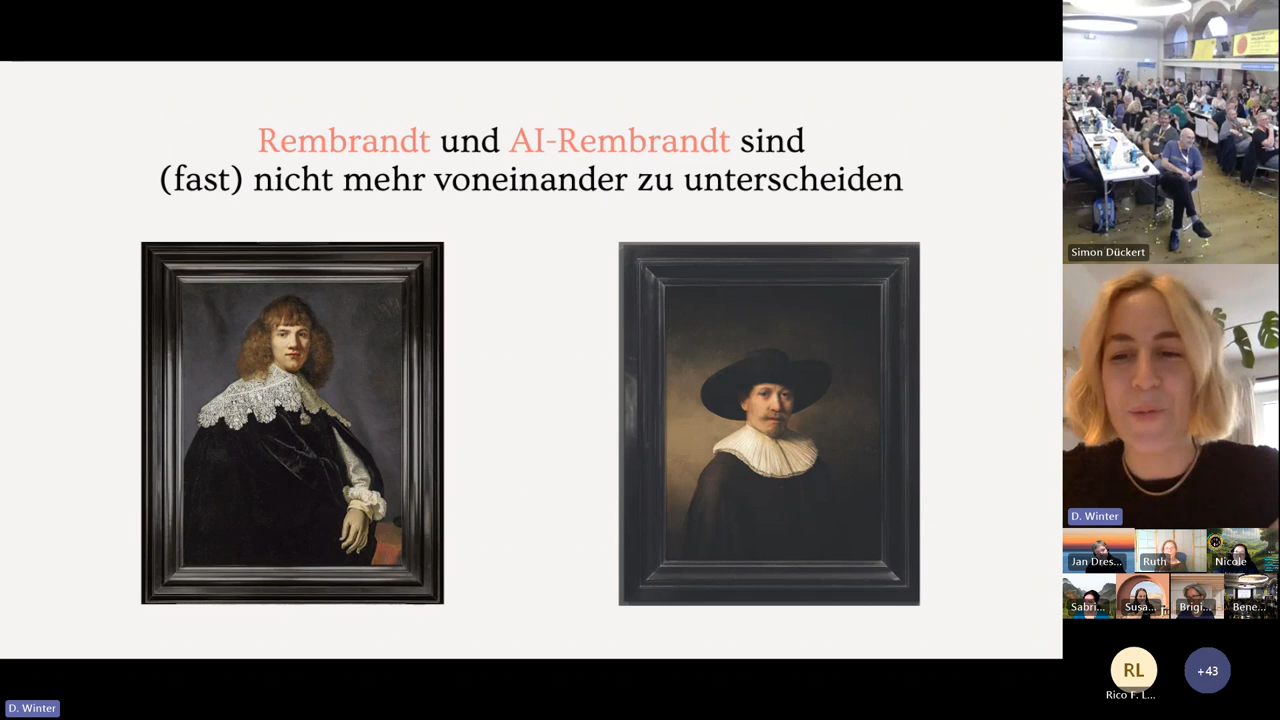 Rembrandt und AI-Rembrandt sind
(fast) nicht mehr voneinander zu unterscheiden
Simon Dückert
D. Winter
Jan Dres...
Ruth
Nicole
Sabri...
Susa...
Brigi...
Bene...
RL
+43
Rico F. L...
D. Winter